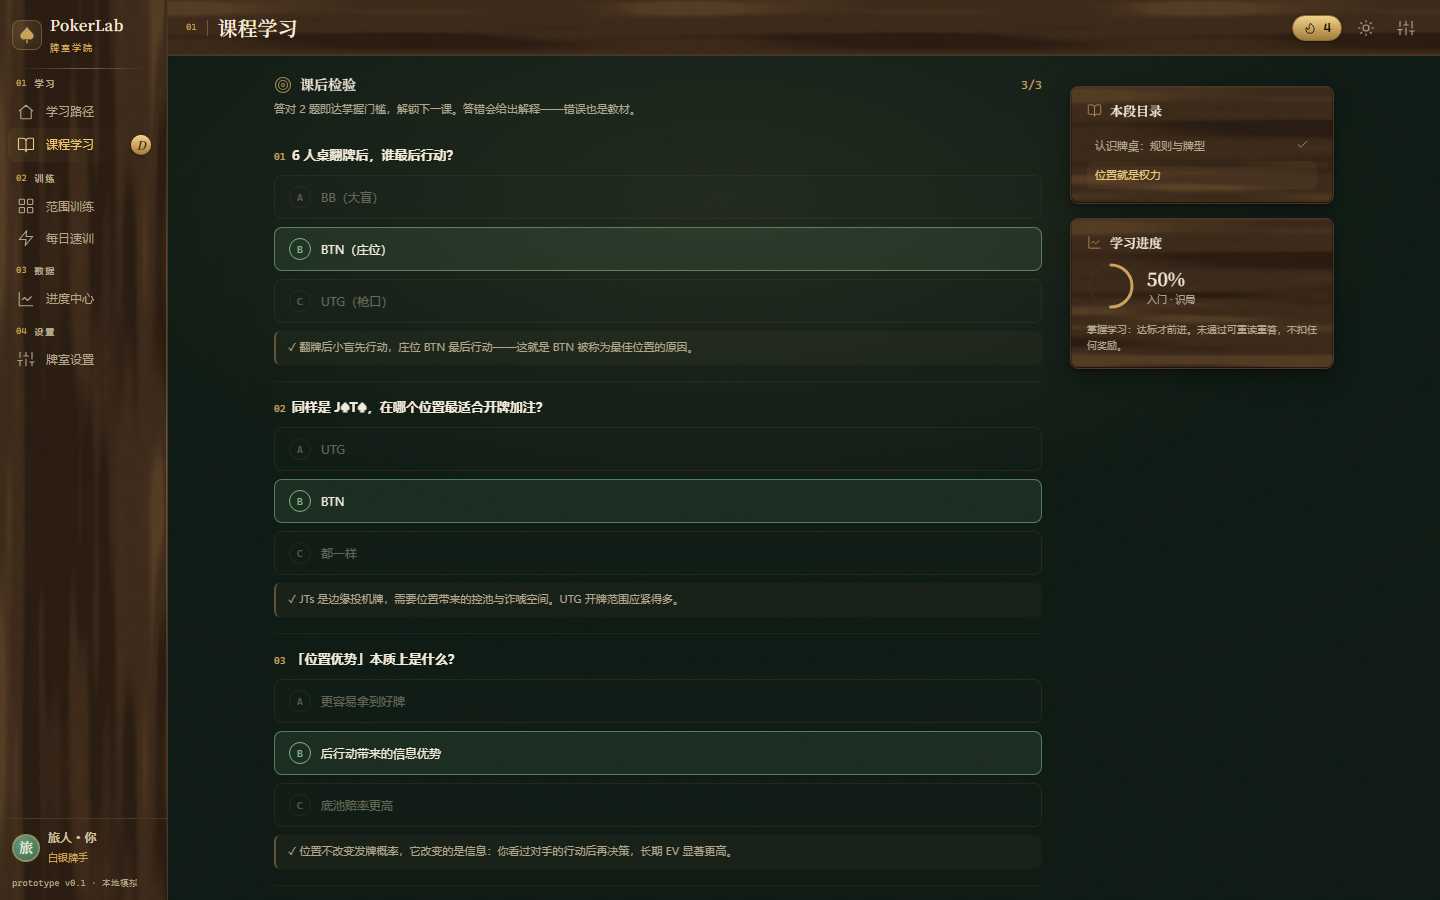 PokerLab
牌室学院
01 学习
学习路径
课程学习
D
02 训练
范围训练
每日速训
03 数据
进度中心
04 设置
牌室设置
旅
旅人·你
白银牌手
prototype v0.1 · 本地模拟
01 课程学习
4
课后检验
3/3
答对 2 题即达掌握门槛，解锁下一课。答错会给出解释——错误也是教材。
01 6 人桌翻牌后，谁最后行动？
A BB（大盲）
B BTN（庄位）
C UTG（枪口）
✓ 翻牌后小盲先行动，庄位 BTN 最后行动——这就是 BTN 被称为最佳位置的原因。
02 同样是 J♠T♠，在哪个位置最适合开牌加注？
A UTG
B BTN
C 都一样
✓ JTs 是边缘投机牌，需要位置带来的控池与诈唬空间。UTG 开牌范围应紧得多。
03 「位置优势」本质上是什么？
A 更容易拿到好牌
B 后行动带来的信息优势
C 底池赔率更高
✓ 位置不改变发牌概率，它改变的是信息：你看过对手的行动后再决策，长期 EV 显著更高。
本段目录
认识牌桌：规则与牌型
位置就是权力
学习进度
50%
入门 · 识局
掌握学习：达标才前进。未通过可重读重答，不扣任
何奖励。